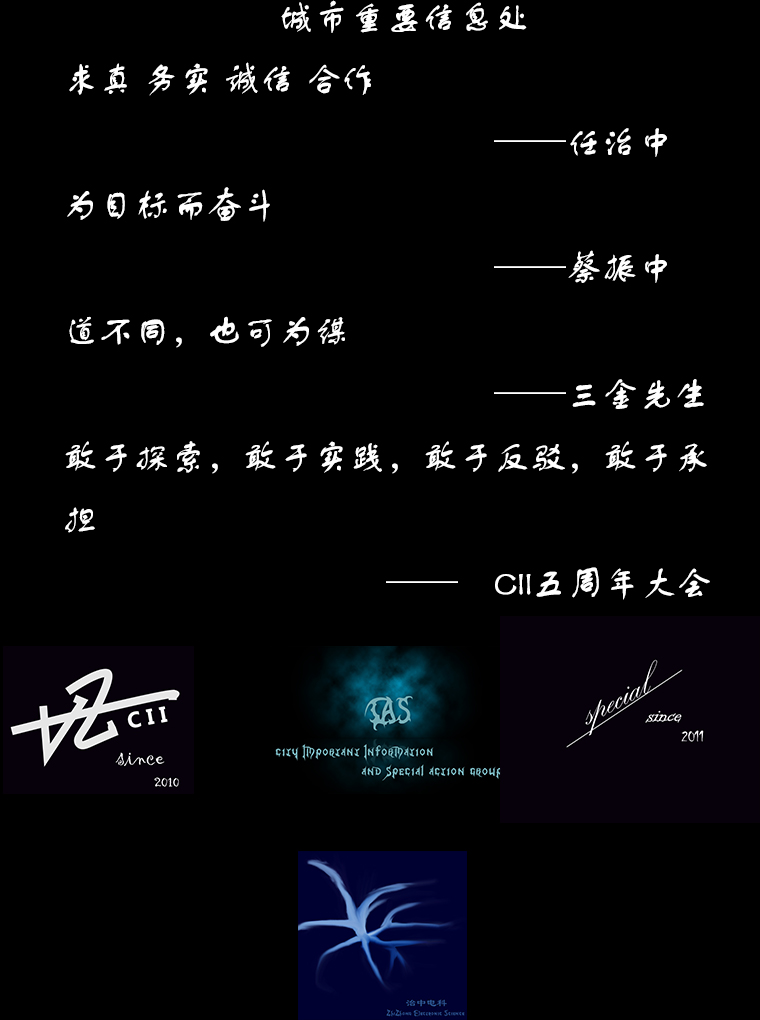 城市重要信息处
求真 务实 诚信 合作
——任治中
为目标而奋斗
——蔡振中
道不同，也可为谋
——三金先生
敢于探索，敢于实践，敢于反驳，敢于承
担
—— CII五周年大会
CII
since
2010
IAS
City Important Information
and Special action group
special
since
2011
治中电科
ZhiZhong Electronic Science